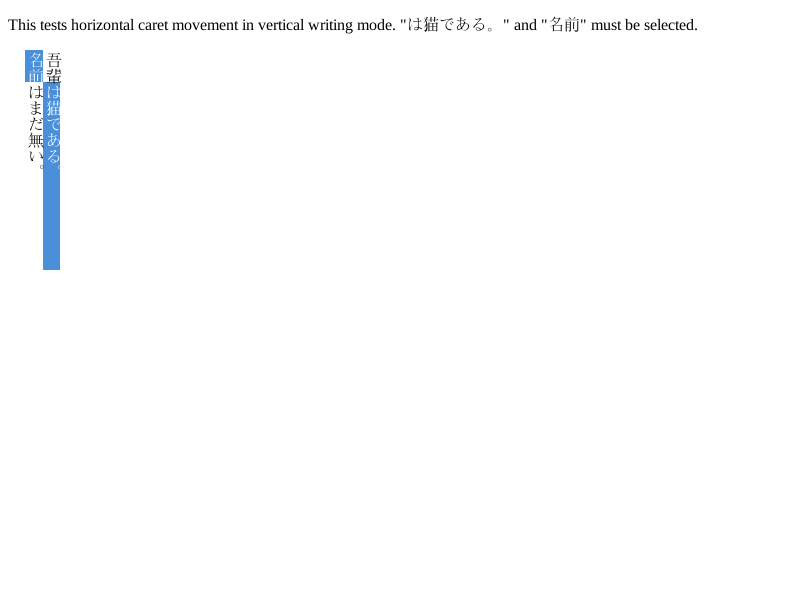 This tests horizontal caret movement in vertical writing mode. "は猫である。" and "名前" must be selected.
吾輩は猫である。
名前はまだ無い。